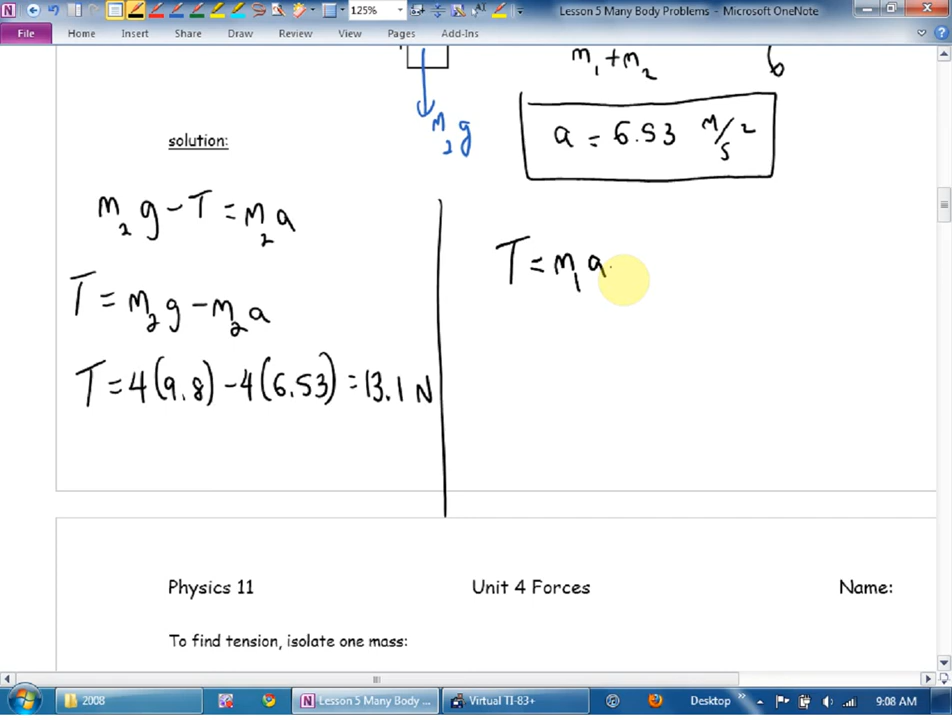 Lesson 5 Many Body Problems - Microsoft OneNote
125%
File Home Insert Share Draw Review View Pages Add-Ins
m₁ + m₂ 6
m₂g
a = 6.53 m/s²
solution:
m₂g - T = m₂a
T = m₂g - m₂a
T = 4(9.8) - 4(6.53) = 13.1 N
T = m₁a
Physics 11 Unit 4 Forces Name:
To find tension, isolate one mass:
2008 Lesson 5 Many Body ... Virtual TI-83+ Desktop 9:08 AM